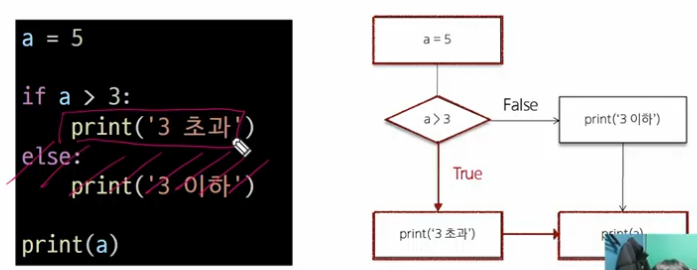 a = 5
if a > 3:
print('3 초과')
else:
print('3 이하')
print(a)
a = 5
a > 3
False
print('3 이하')
True
print('3 초과')
print(a)